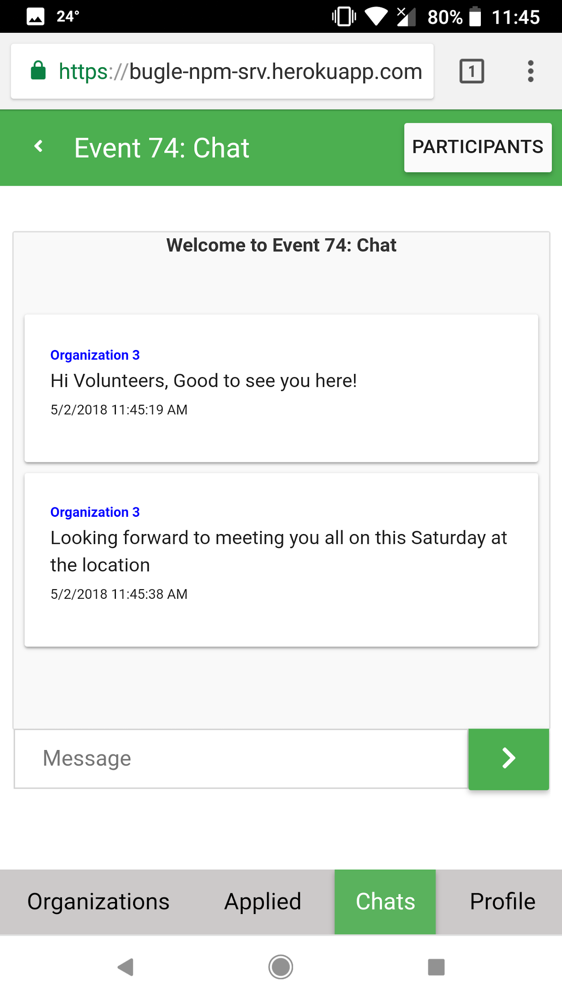 24°
80%
11:45
https://bugle-npm-srv.herokuapp.com
1
Event 74: Chat
PARTICIPANTS
Welcome to Event 74: Chat
Organization 3
Hi Volunteers, Good to see you here!
5/2/2018 11:45:19 AM
Organization 3
Looking forward to meeting you all on this Saturday at
the location
5/2/2018 11:45:38 AM
Message
Organizations
Applied
Chats
Profile